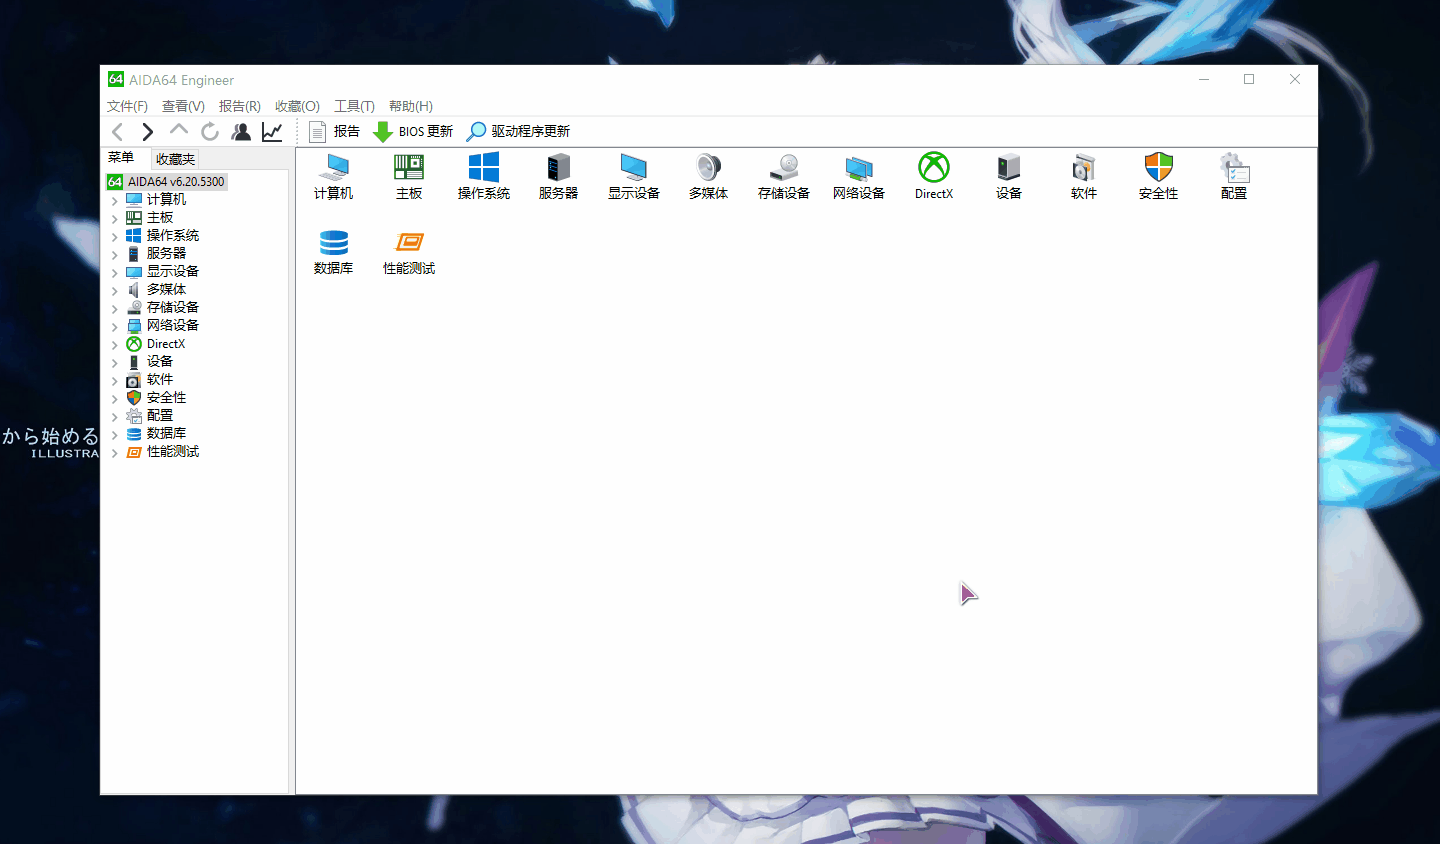 64 AIDA64 Engineer
文件(F) 查看(V) 报告(R) 收藏(O) 工具(T) 帮助(H)
报告 BIOS 更新 驱动程序更新
菜单 收藏夹
64 AIDA64 v6.20.5300
计算机
主板
操作系统
服务器
显示设备
多媒体
存储设备
网络设备
DirectX
设备
软件
安全性
配置
数据库
性能测试
计算机 主板 操作系统 服务器 显示设备 多媒体 存储设备 网络设备 DirectX 设备 软件 安全性 配置
数据库 性能测试
から始める
ILLUSTRA